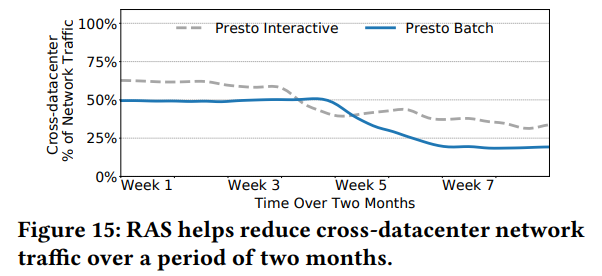 100%
75%
50%
25%
0%
Cross-datacenter
% of Network Traffic
Presto Interactive
Presto Batch
Week 1
Week 3
Week 5
Week 7
Time Over Two Months
Figure 15: RAS helps reduce cross-datacenter network
traffic over a period of two months.